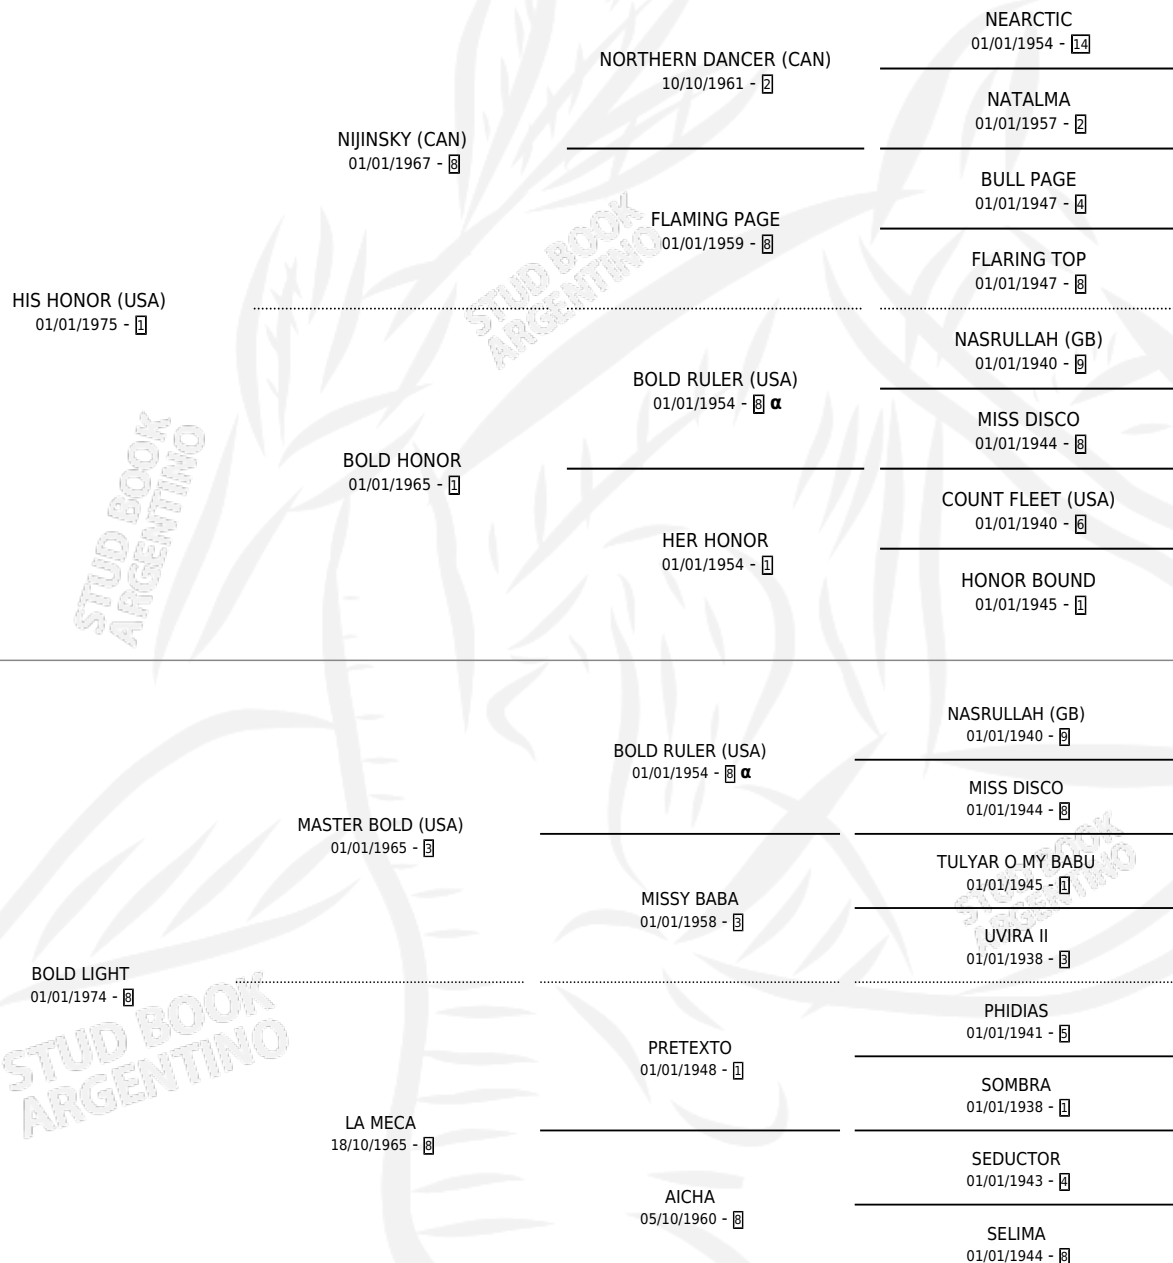 NEARCTIC
01/01/1954 - 14
NORTHERN DANCER (CAN)
10/10/1961 - 2
NATALMA
01/01/1957 - 2
NIJINSKY (CAN)
01/01/1967 - 8
BULL PAGE
01/01/1947 - 4
FLAMING PAGE
01/01/1959 - 8
FLARING TOP
01/01/1947 - 8
HIS HONOR (USA)
01/01/1975 - 1
NASRULLAH (GB)
01/01/1940 - 9
BOLD RULER (USA)
01/01/1954 - 8 α
MISS DISCO
01/01/1944 - 8
BOLD HONOR
01/01/1965 - 1
COUNT FLEET (USA)
01/01/1940 - 6
HER HONOR
01/01/1954 - 1
HONOR BOUND
01/01/1945 - 1
NASRULLAH (GB)
01/01/1940 - 9
BOLD RULER (USA)
01/01/1954 - 8 α
MISS DISCO
01/01/1944 - 8
MASTER BOLD (USA)
01/01/1965 - 3
TULYAR O MY BABU
01/01/1945 - 1
MISSY BABA
01/01/1958 - 3
UVIRA II
01/01/1938 - 3
BOLD LIGHT
01/01/1974 - 8
PHIDIAS
01/01/1941 - 5
PRETEXTO
01/01/1948 - 1
SOMBRA
01/01/1938 - 1
LA MECA
18/10/1965 - 8
SEDUCTOR
01/01/1943 - 4
AICHA
05/10/1960 - 8
SELIMA
01/01/1944 - 8
STUD BOOK
ARGENTINO
STUD BOOK
ARGENTINO
STUD BOOK
ARGENTINO
STUD BOOK
ARGENTINO